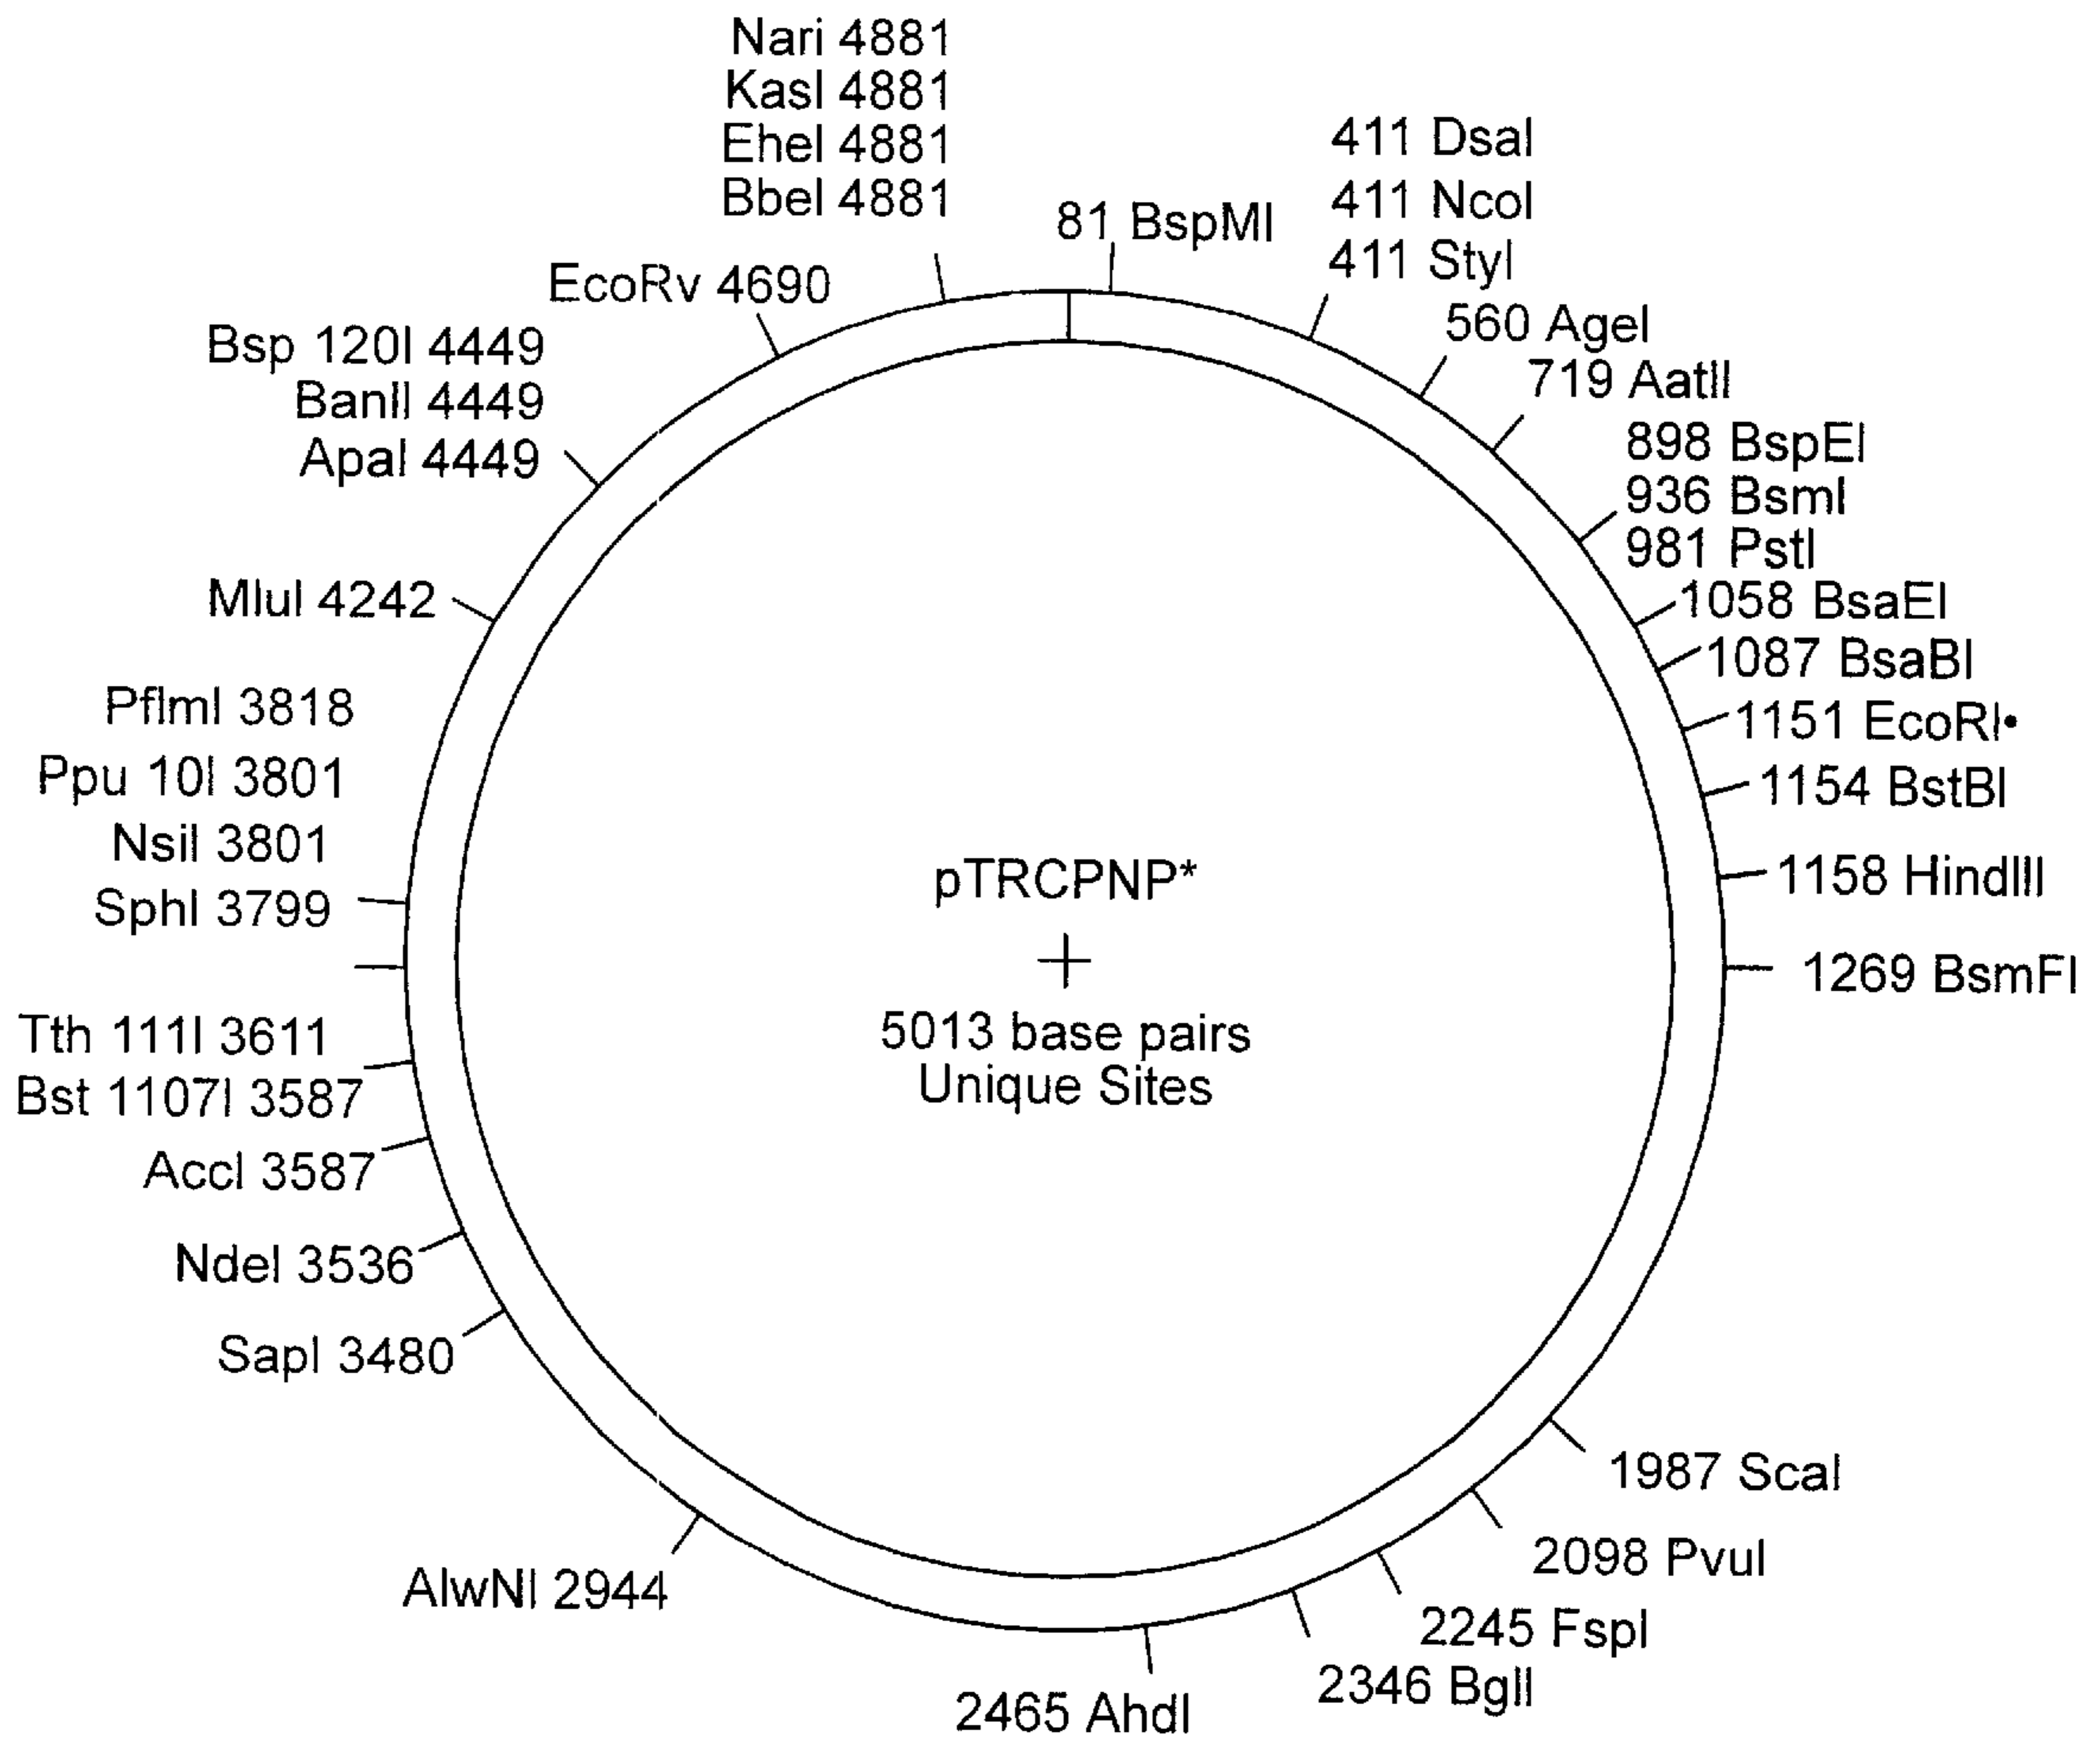 Nari 4881
KasI 4881
EheI 4881
BbeI 4881
81 BspMI
411 DsaI
411 NcoI
411 StyI
560 AgeI
719 AatII
898 BspEI
936 BsmI
981 PstI
1058 BsaEI
1087 BsaBI
1151 EcoRI•
1154 BstBI
1158 HindIII
1269 BsmFI
1987 ScaI
2098 PvuI
2245 FspI
2346 BglI
2465 AhdI
AlwNI 2944
SapI 3480
NdeI 3536
AccI 3587
Bst 1107I 3587
Tth 111I 3611
SphI 3799
NsiI 3801
Ppu 10I 3801
PflmI 3818
MluI 4242
ApaI 4449
BanII 4449
Bsp 120I 4449
EcoRv 4690
pTRCPNP*
5013 base pairs
Unique Sites